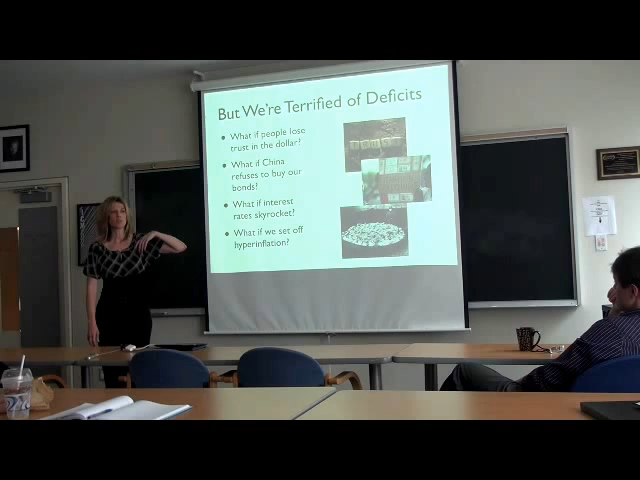 But We're Terrified of Deficits
• What if people lose
trust in the dollar?
• What if China
refuses to buy our
bonds?
• What if interest
rates skyrocket?
• What if we set off
hyperinflation?